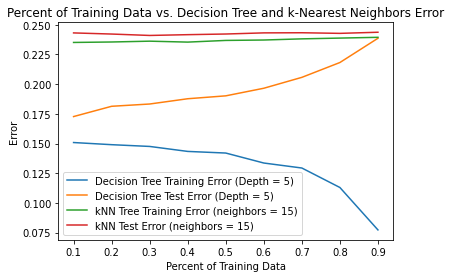 Percent of Training Data vs. Decision Tree and k-Nearest Neighbors Error
0.250
0.225
0.200
0.175
0.150
0.125
0.100
0.075
Error
Decision Tree Training Error (Depth = 5)
Decision Tree Test Error (Depth = 5)
kNN Tree Training Error (neighbors = 15)
kNN Test Error (neighbors = 15)
0.1 0.2 0.3 0.4 0.5 0.6 0.7 0.8 0.9
Percent of Training Data